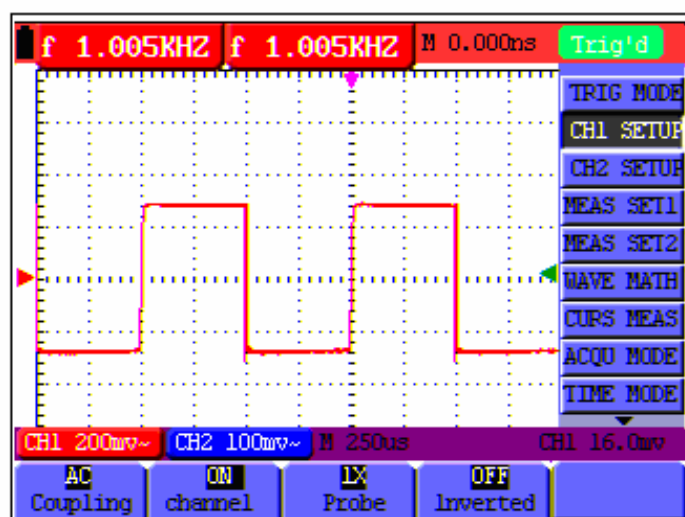 f 1.005KHZ f 1.005KHZ M 0.000ns Trig'd
TRIG MODE
CH1 SETUP
CH2 SETUP
MEAS SET1
MEAS SET2
WAVE MATH
CURS MEAS
ACQU MODE
TIME MODE
CH1 200mv~ CH2 100mv~ M 250us CH1 16.0mv
AC ON 1X OFF
Coupling channel Probe Inverted